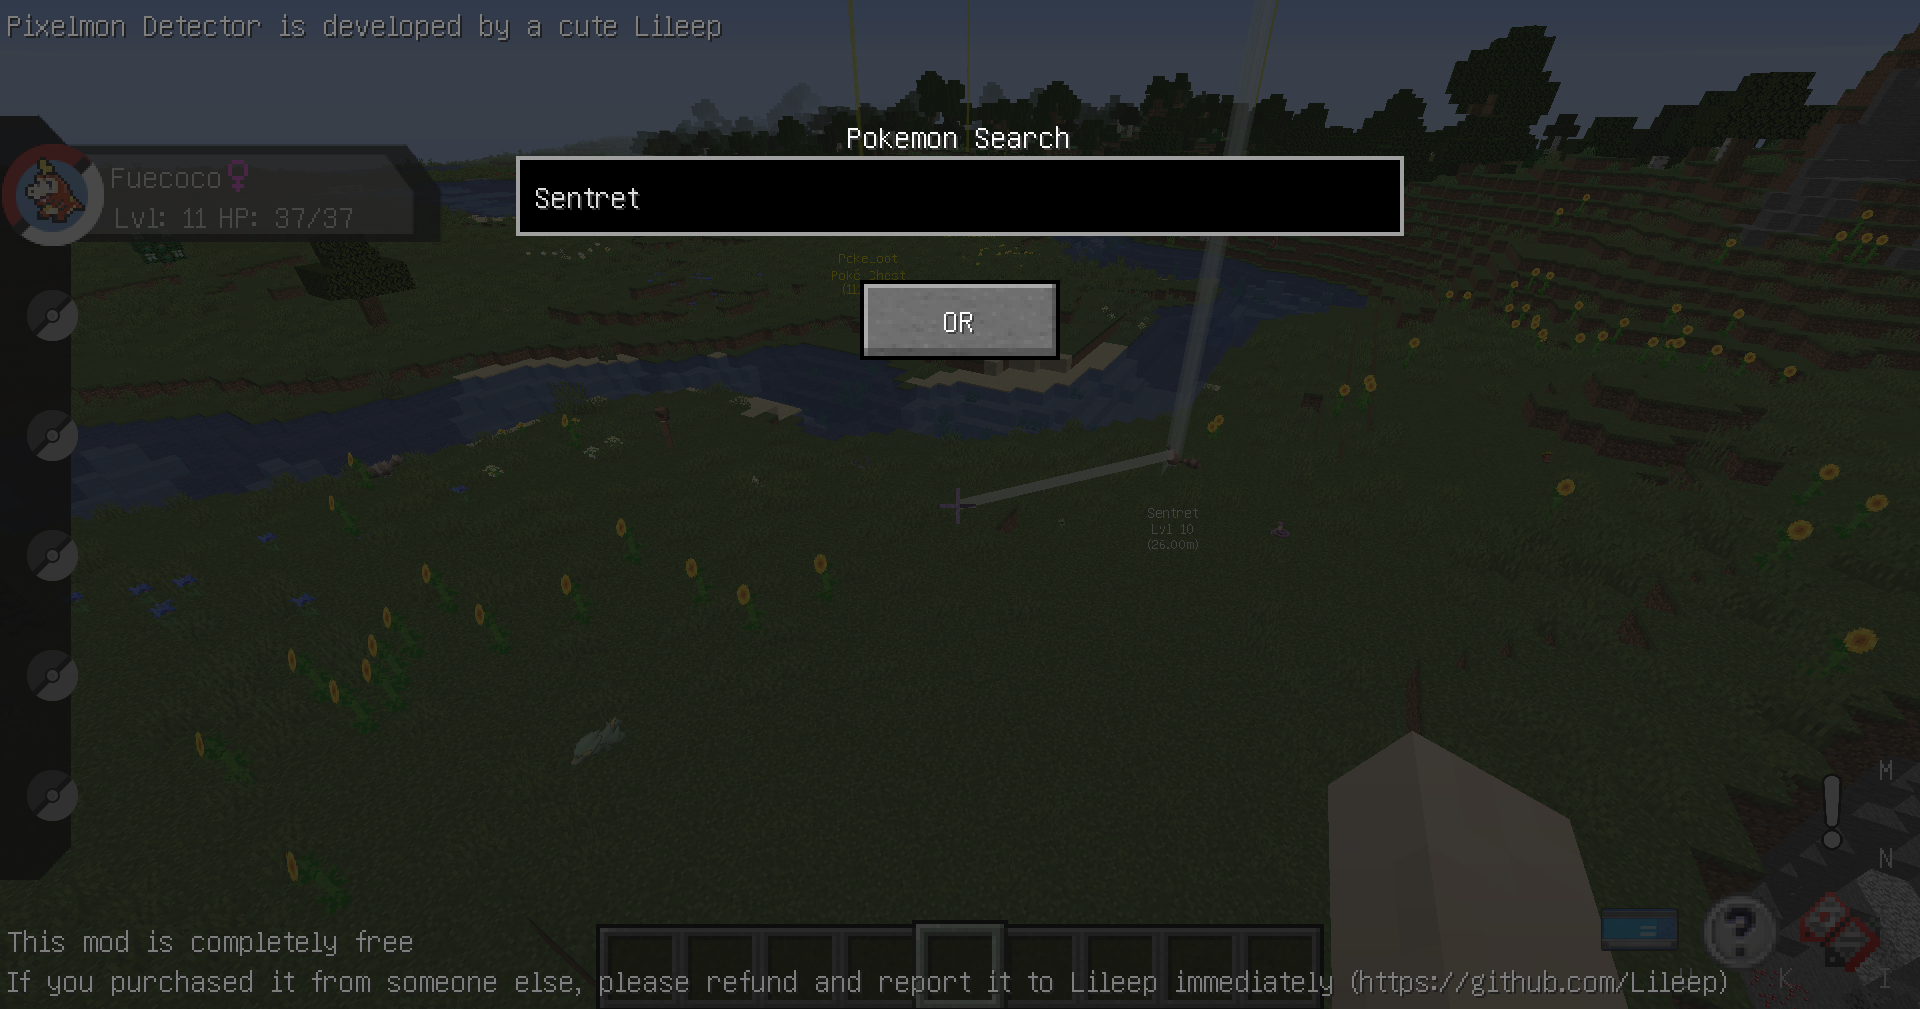 Pixelmon Detector is developed by a cute Lileep
Pokemon Search
Sentret
Fuecoco♀
Lvl: 11 HP: 37/37
Poké Chest
OR
Sentret
Lvl 10
(26.00m)
M
N
This mod is completely free
If you purchased it from someone else, please refund and report it to Lileep immediately (https://github.com/Lileep)
K
I